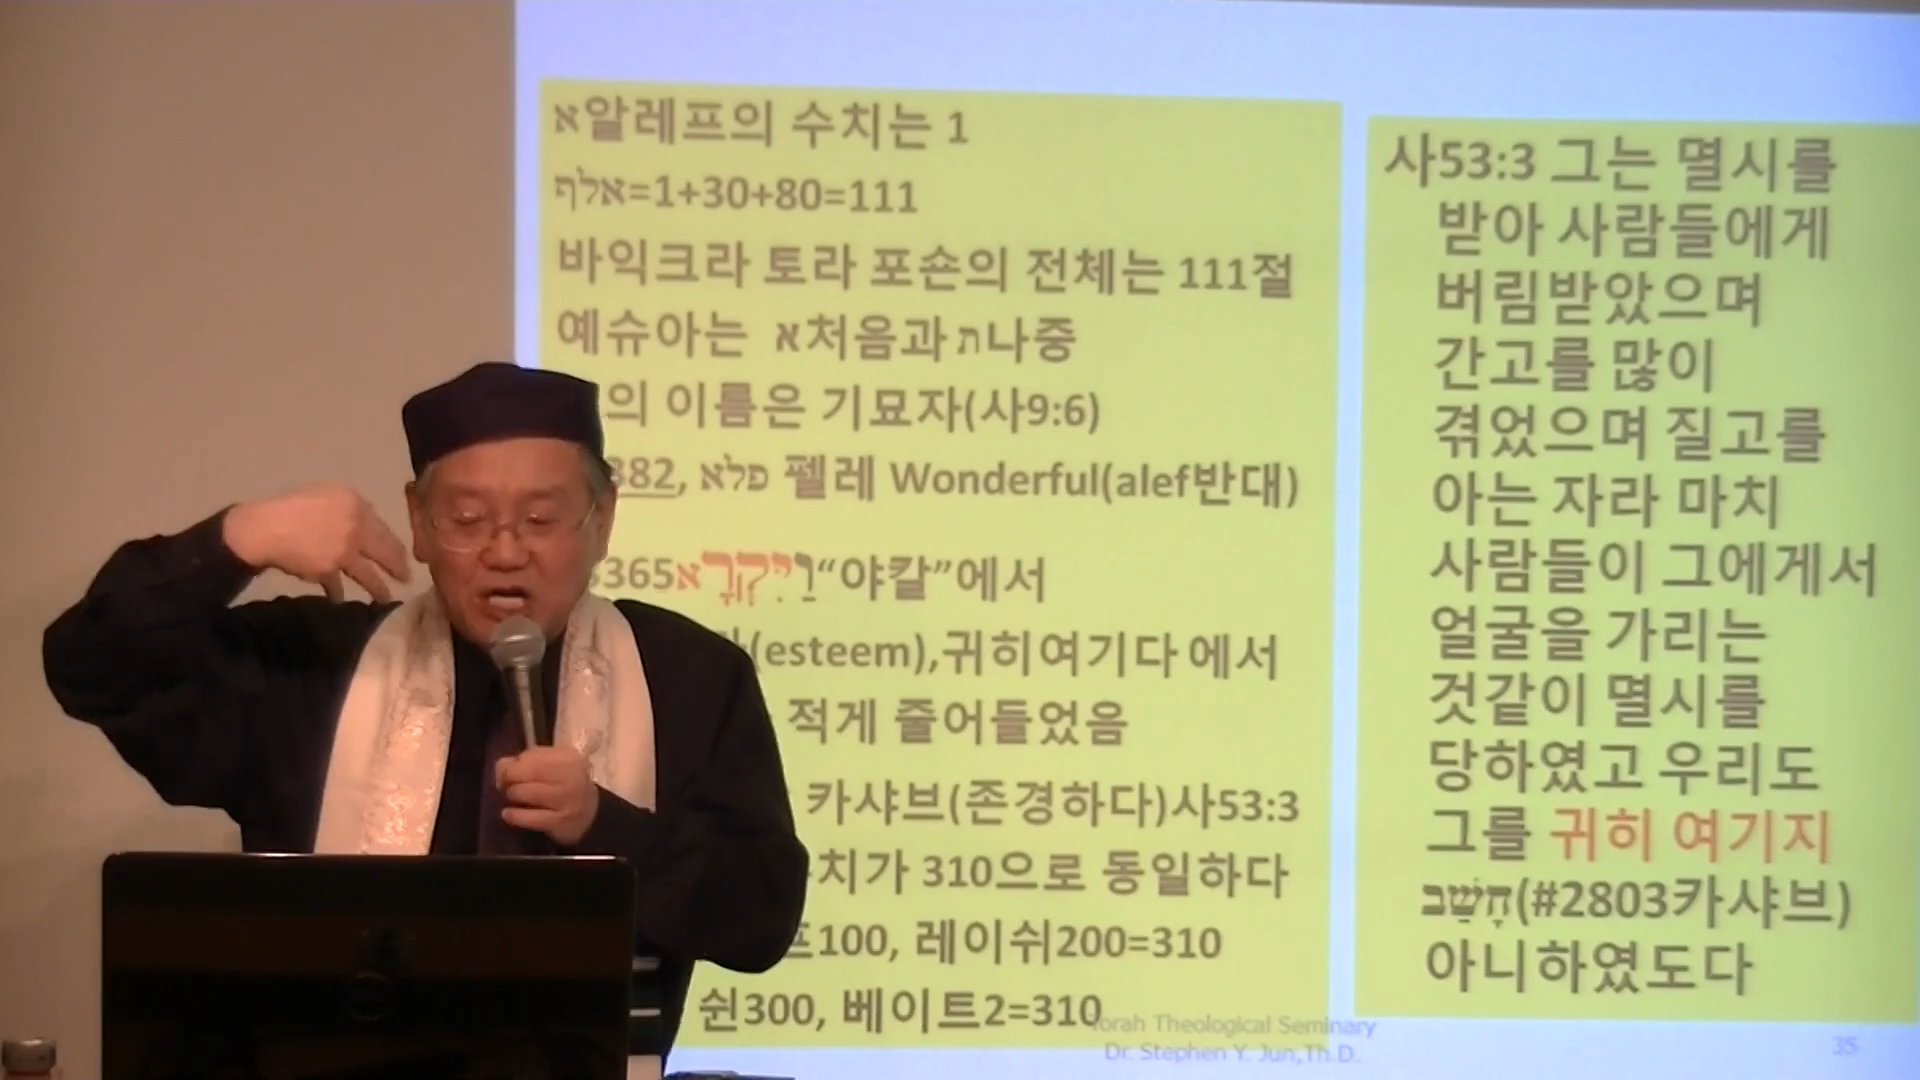 א알레프의 수치는 1
אלף=1+30+80=111
바익크라 토라 포숀의 전체는 111절
예슈아는 א처음과 ת나중
의 이름은 기묘자(사9:6)
382, פלא 펠레 Wonderful(alef반대)
365וַיִּקְרָא“야칼”에서
(esteem),귀히여기다 에서
적게 줄어들었음
카샤브(존경하다)사53:3
치가 310으로 동일하다
프100, 레이쉬200=310
쉰300, 베이트2=310
사53:3 그는 멸시를
받아 사람들에게
버림받았으며
간고를 많이
겪었으며 질고를
아는 자라 마치
사람들이 그에게서
얼굴을 가리는
것같이 멸시를
당하였고 우리도
그를 귀히 여기지
חָשַׁב(#2803카샤브)
아니하였도다
Torah Theological Seminary
Dr. Stephen Y. Jun,Th.D.
35